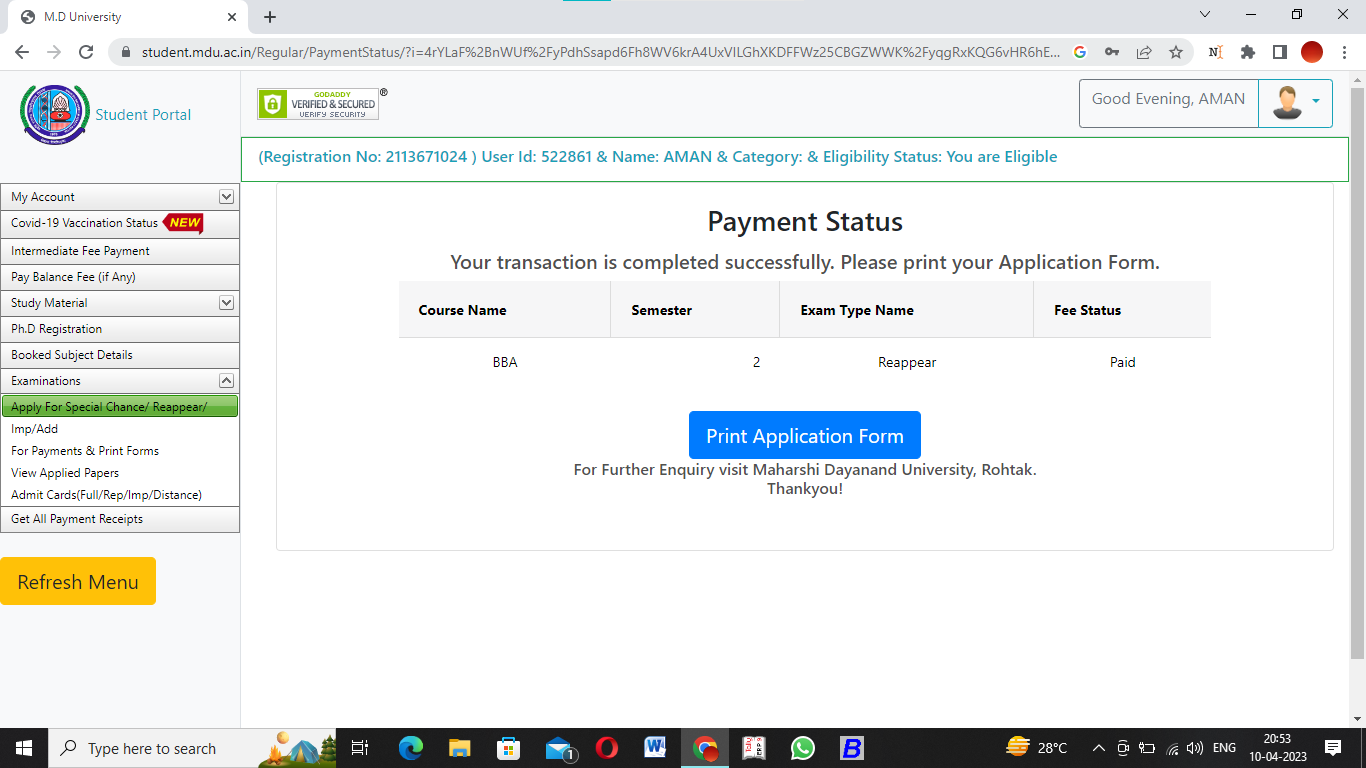 M.D University
student.mdu.ac.in/Regular/PaymentStatus/?i=4rYLaF%2BnWUf%2FyPdhSsapd6Fh8WV6krA4UxVILGhXKDFFWz25CBGZWWK%2FyqgRxKQG6vHR6hE...
Student Portal
GODADDY
VERIFIED & SECURED
VERIFY SECURITY
®
Good Evening, AMAN
(Registration No: 2113671024 ) User Id: 522861 & Name: AMAN & Category: & Eligibility Status: You are Eligible
My Account
Covid-19 Vaccination Status NEW
Intermediate Fee Payment
Pay Balance Fee (if Any)
Study Material
Ph.D Registration
Booked Subject Details
Examinations
Apply For Special Chance/ Reappear/
Imp/Add
For Payments & Print Forms
View Applied Papers
Admit Cards(Full/Rep/Imp/Distance)
Get All Payment Receipts
Refresh Menu
Payment Status
Your transaction is completed successfully. Please print your Application Form.
Course Name Semester Exam Type Name Fee Status
BBA 2 Reappear Paid
Print Application Form
For Further Enquiry visit Maharshi Dayanand University, Rohtak.
Thankyou!
Type here to search
1
28°C
ENG
20:53
10-04-2023